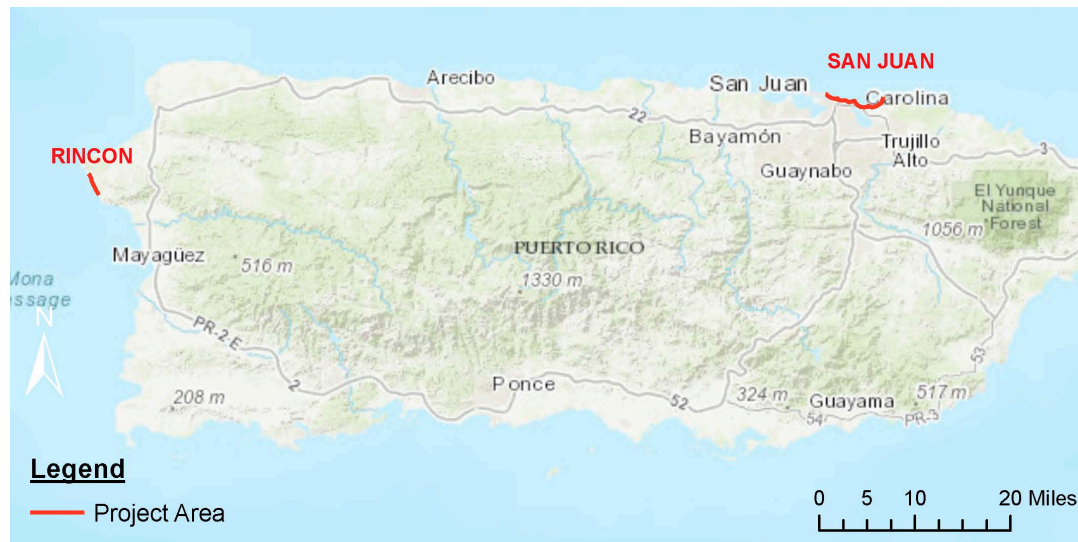 Arecibo
SAN JUAN
San Juan
Carolina
22
Bayamón
Trujillo
Alto
3
RINCON
Guaynabo
El Yunque
National
Forest
1056 m
PUERTO RICO
Mayagüez
516 m
1330 m
Mona
assage
N
PR-2 E
2
Ponce
52
53
208 m
324 m
517 m
Guayama
54
PR-3
Legend
Project Area
0 5 10 20 Miles